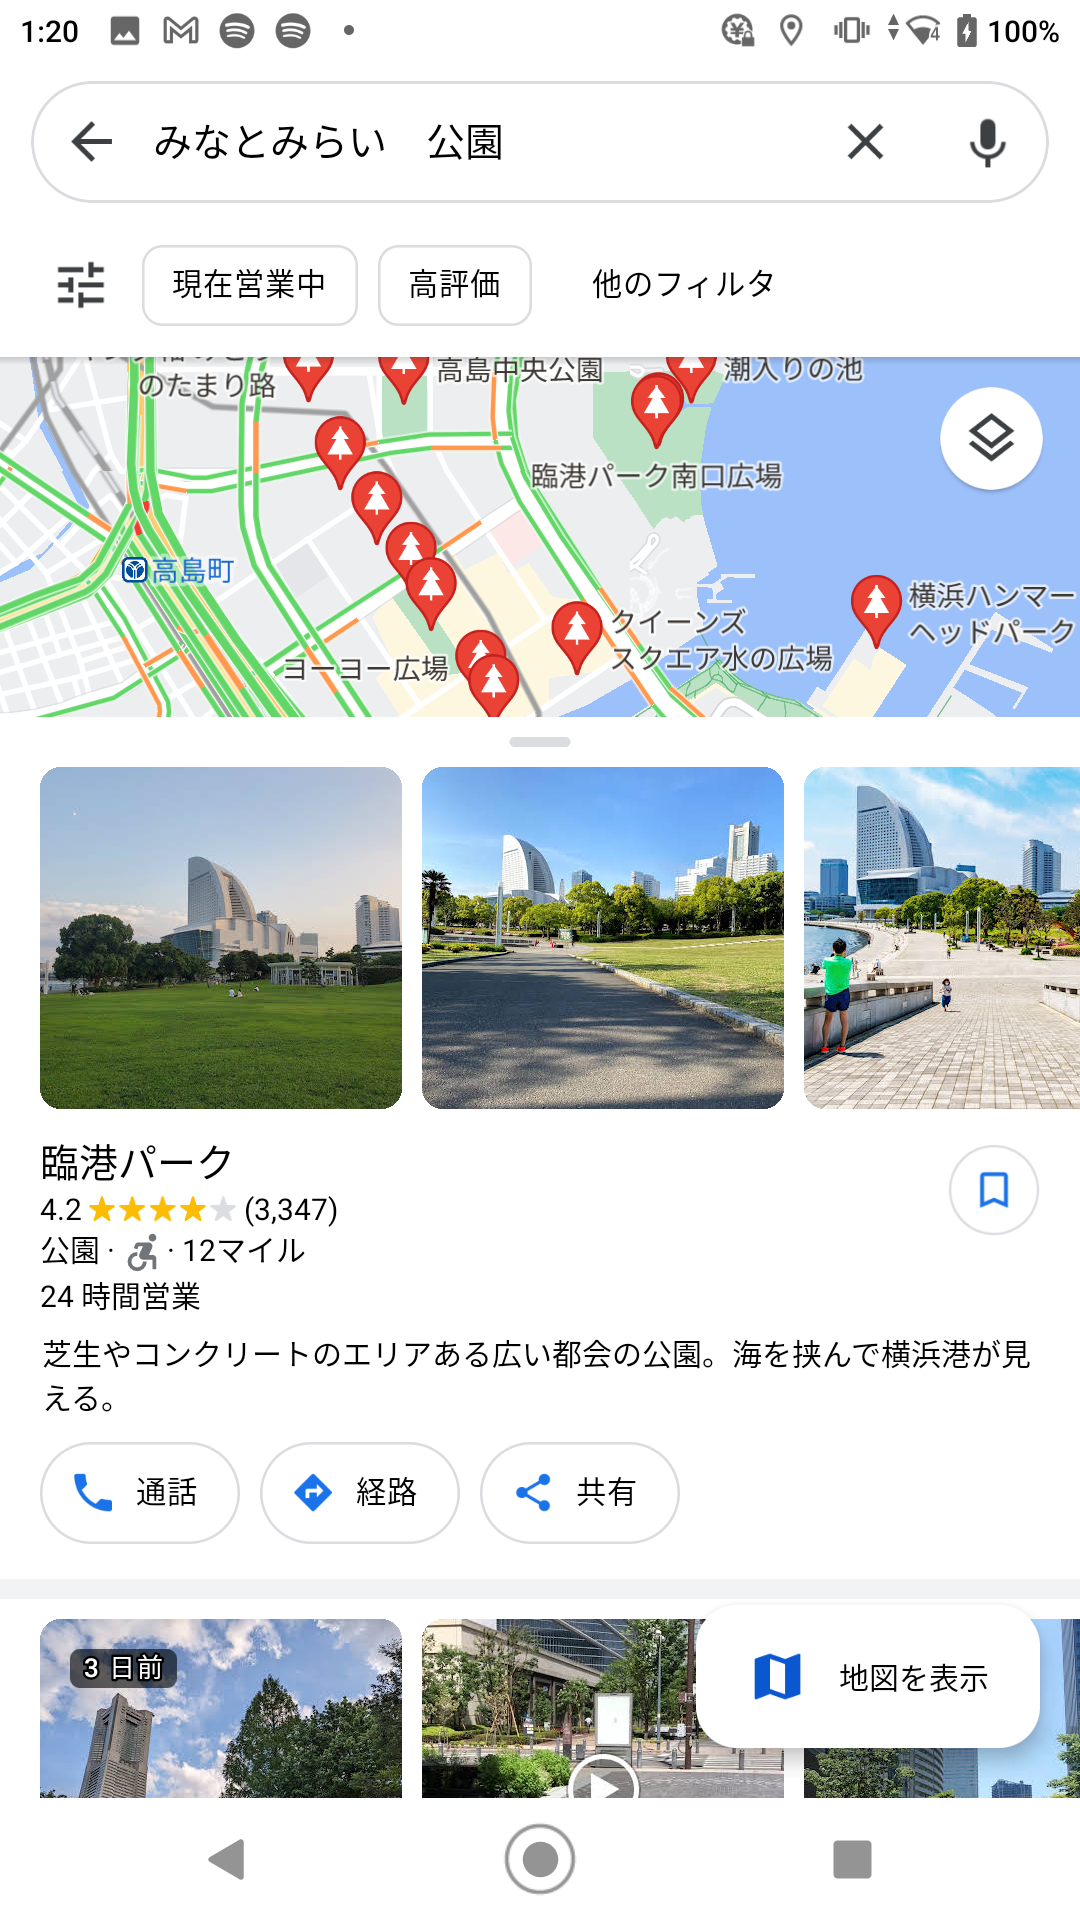 1:20
100%
みなとみらい　公園
現在営業中
高評価
他のフィルタ
のたまり路
高島中央公園
潮入りの池
臨港パーク南口広場
高島町
横浜ハンマー
ヘッドパーク
クイーンズ
スクエア水の広場
ヨーヨー広場
臨港パーク
4.2 (3,347)
公園 · · 12マイル
24 時間営業
芝生やコンクリートのエリアある広い都会の公園。海を挟んで横浜港が見
える。
通話
経路
共有
3 日前
地図を表示